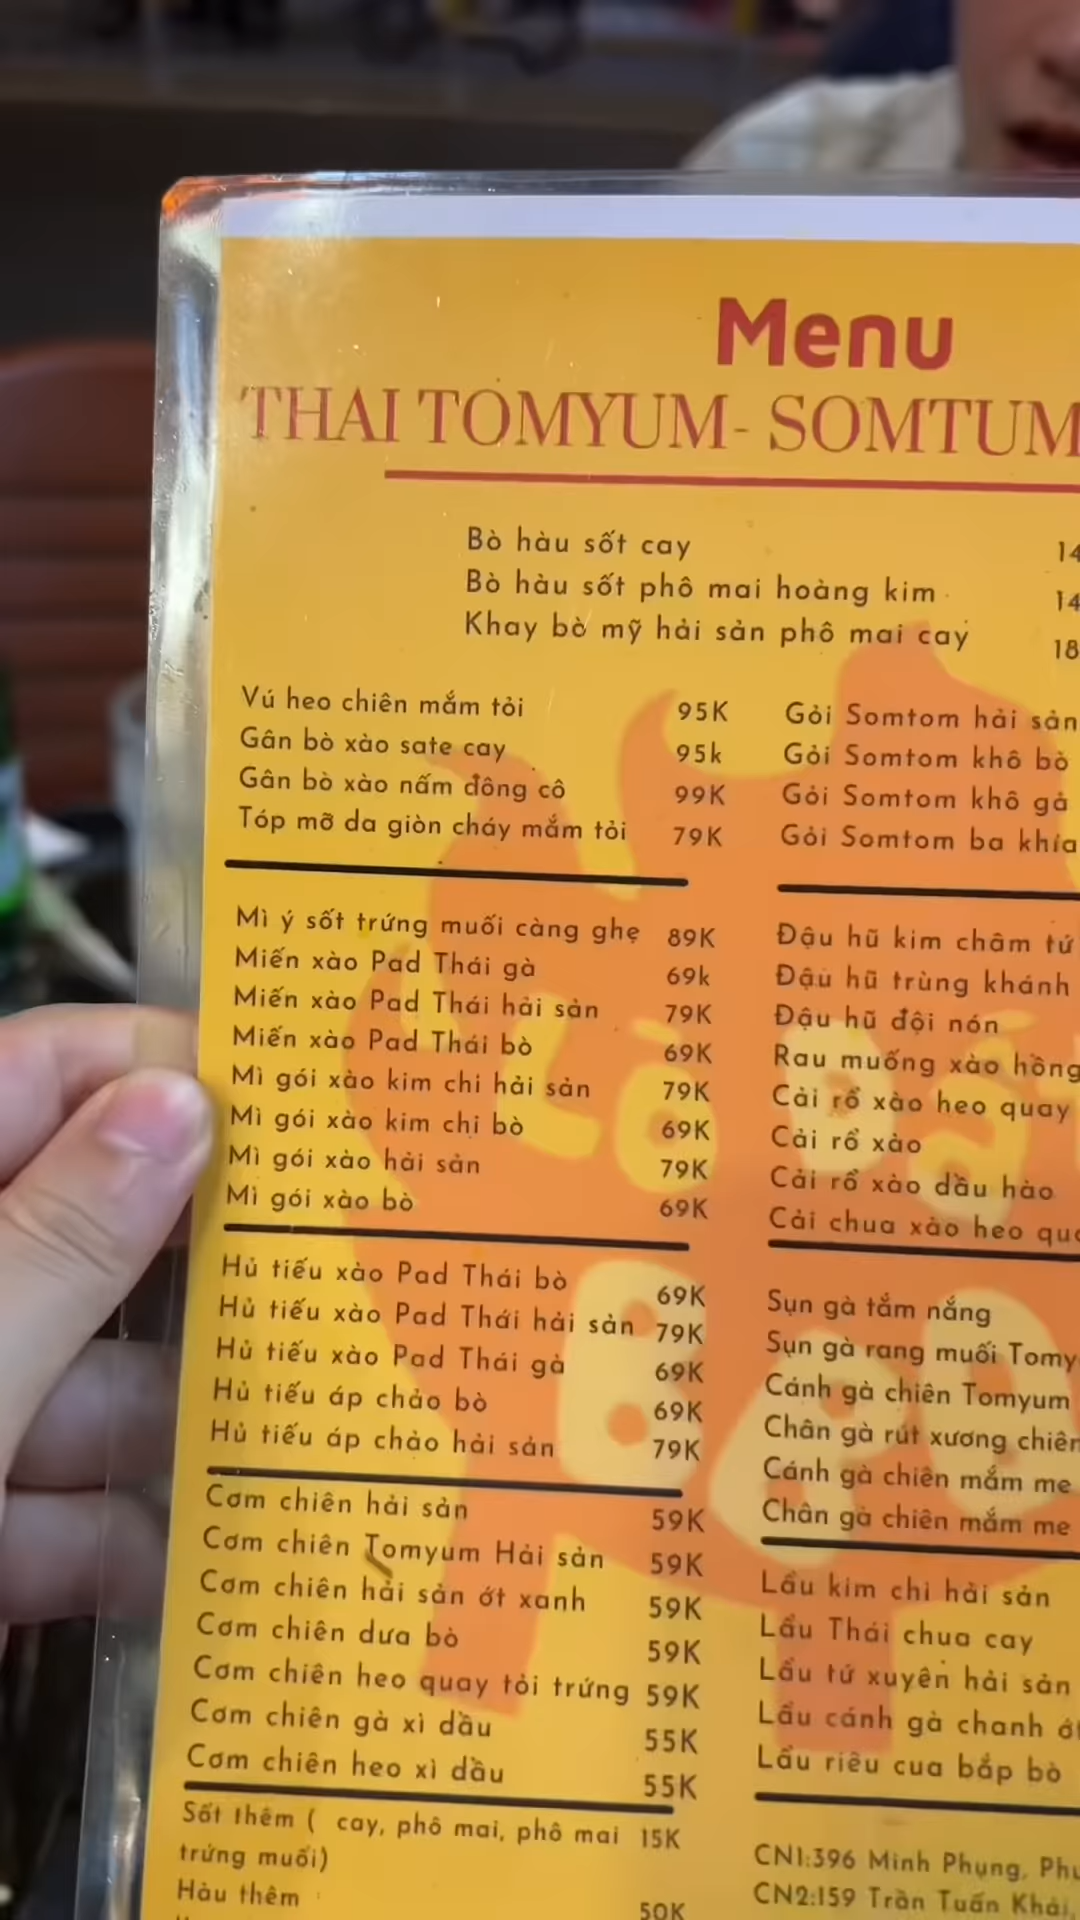 Menu
THAI TOMYUM- SOMTUM
Bò hàu sốt cay 14
Bò hàu sốt phô mai hoàng kim 14
Khay bò mỹ hải sản phô mai cay 18
Vú heo chiên mắm tỏi 95K
Gân bò xào sate cay 95k
Gân bò xào nấm đông cô 99K
Tóp mỡ da giòn cháy mắm tỏi 79K
Mì ý sốt trứng muối càng ghẹ 89K
Miến xào Pad Thái gà 69k
Miến xào Pad Thái hải sản 79K
Miến xào Pad Thái bò 69K
Mì gói xào kim chi hải sản 79K
Mì gói xào kim chi bò 69K
Mì gói xào hải sản 79K
Mì gói xào bò 69K
Hủ tiếu xào Pad Thái bò 69K
Hủ tiếu xào Pad Thái hải sản 79K
Hủ tiếu xào Pad Thái gà 69K
Hủ tiếu áp chảo bò 69K
Hủ tiếu áp chảo hải sản 79K
Cơm chiên hải sản 59K
Cơm chiên Tomyum Hải sản 59K
Cơm chiên hải sản ớt xanh 59K
Cơm chiên dưa bò 59K
Cơm chiên heo quay tỏi trứng 59K
Cơm chiên gà xì dầu 55K
Cơm chiên heo xì dầu 55K
Sốt thêm ( cay, phô mai, phô mai 15K
trứng muối)
Hàu thêm 50K
Gỏi Somtom hải sản
Gỏi Somtom khô bò
Gỏi Somtom khô gà
Gỏi Somtom ba khía
Đậu hũ kim châm tứ
Đậu hũ trùng khánh
Đậu hũ đội nón
Rau muống xào hồng
Cải rổ xào heo quay
Cải rổ xào
Cải rổ xào dầu hào
Cải chua xào heo qua
Sụn gà tắm nắng
Sụn gà rang muối Tomy
Cánh gà chiên Tomyum
Chân gà rút xương chiên
Cánh gà chiên mắm me
Chân gà chiên mắm me
Lẩu kim chi hải sản
Lẩu Thái chua cay
Lẩu tứ xuyên hải sản
Lẩu cánh gà chanh ớ
Lẩu riêu cua bắp bò
CN1:396 Minh Phụng, Phu
CN2:159 Trần Tuấn Khải,